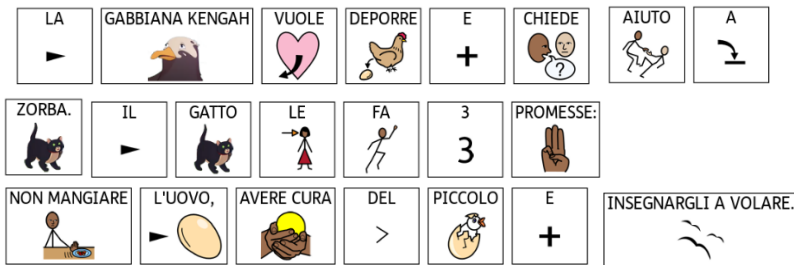 LA GABBIANA KENGAH VUOLE DEPORRE E CHIEDE AIUTO A
ZORBA. IL GATTO LE FA 3 PROMESSE:
3
NON MANGIARE L'UOVO, AVERE CURA DEL PICCOLO E INSEGNARGLI A VOLARE.